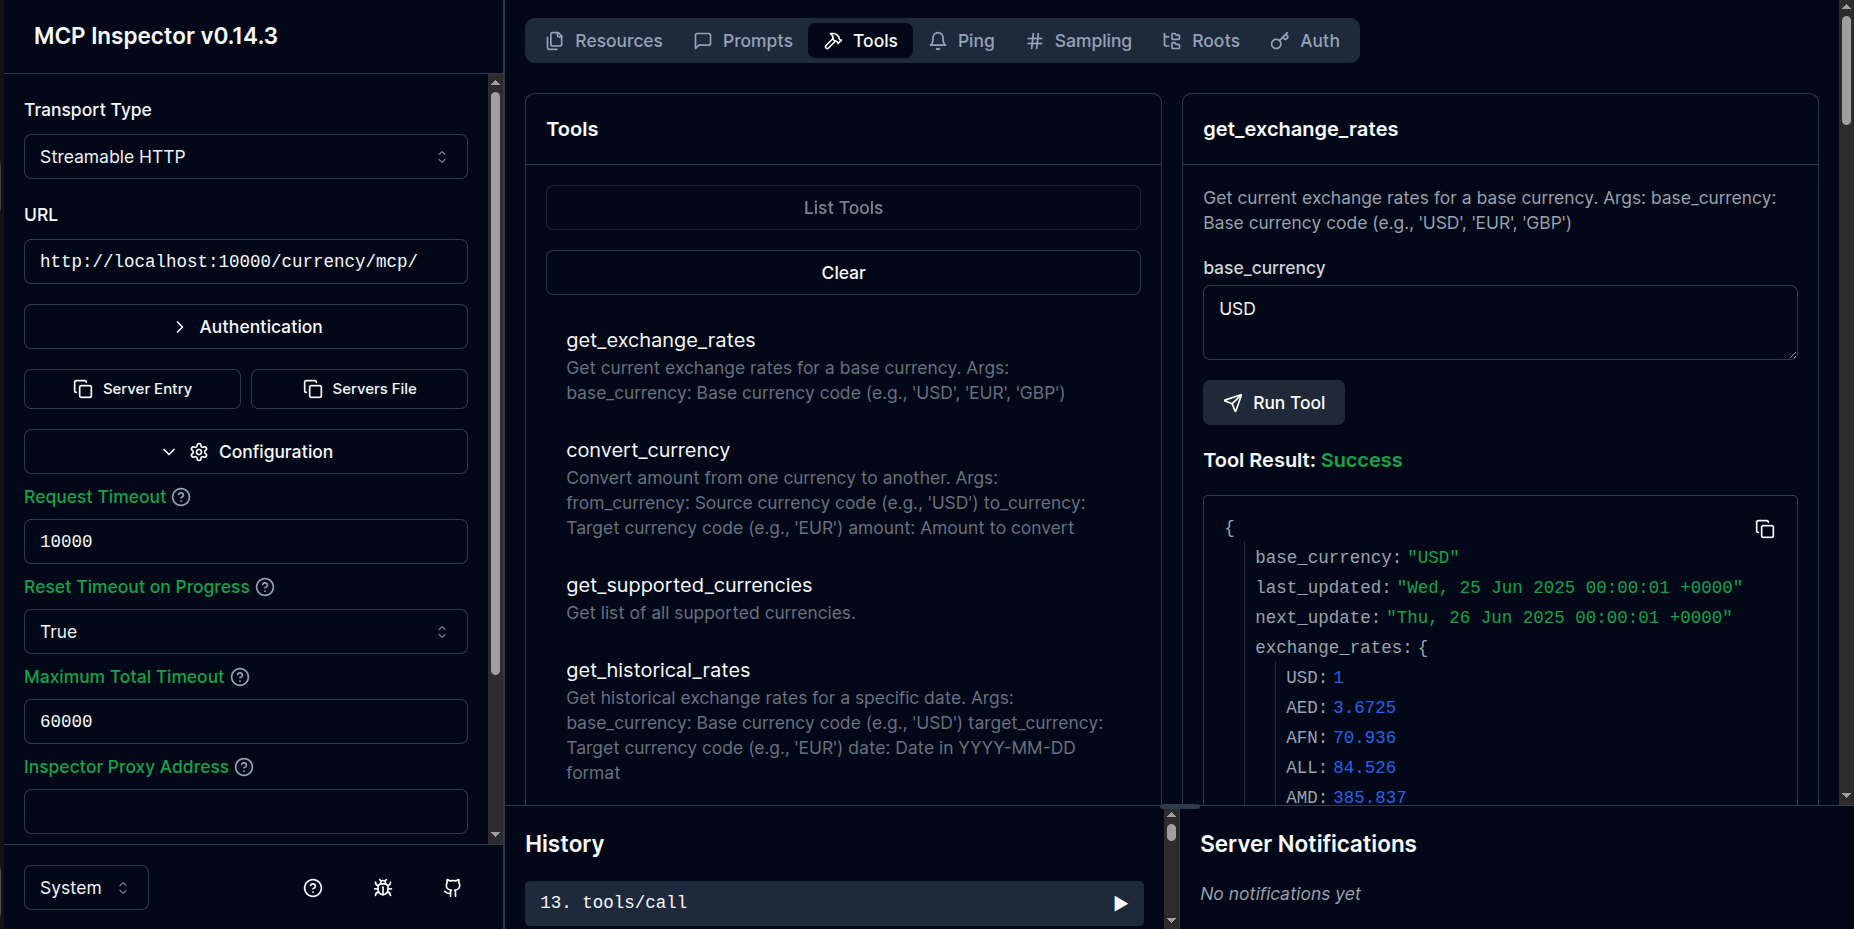 MCP Inspector v0.14.3
Transport Type
Streamable HTTP
URL
http://localhost:10000/currency/mcp/
Authentication
Server Entry
Servers File
Configuration
Request Timeout
10000
Reset Timeout on Progress
True
Maximum Total Timeout
60000
Inspector Proxy Address
System
Resources
Prompts
Tools
Ping
Sampling
Roots
Auth
Tools
List Tools
Clear
get_exchange_rates
Get current exchange rates for a base currency. Args:
base_currency: Base currency code (e.g., 'USD', 'EUR', 'GBP')
convert_currency
Convert amount from one currency to another. Args:
from_currency: Source currency code (e.g., 'USD') to_currency:
Target currency code (e.g., 'EUR') amount: Amount to convert
get_supported_currencies
Get list of all supported currencies.
get_historical_rates
Get historical exchange rates for a specific date. Args:
base_currency: Base currency code (e.g., 'USD') target_currency:
Target currency code (e.g., 'EUR') date: Date in YYYY-MM-DD
format
get_exchange_rates
Get current exchange rates for a base currency. Args: base_currency:
Base currency code (e.g., 'USD', 'EUR', 'GBP')
base_currency
USD
Run Tool
Tool Result: Success
{
base_currency: "USD"
last_updated: "Wed, 25 Jun 2025 00:00:01 +0000"
next_update: "Thu, 26 Jun 2025 00:00:01 +0000"
exchange_rates: {
USD: 1
AED: 3.6725
AFN: 70.936
ALL: 84.526
AMD: 385.837
History
13. tools/call
Server Notifications
No notifications yet